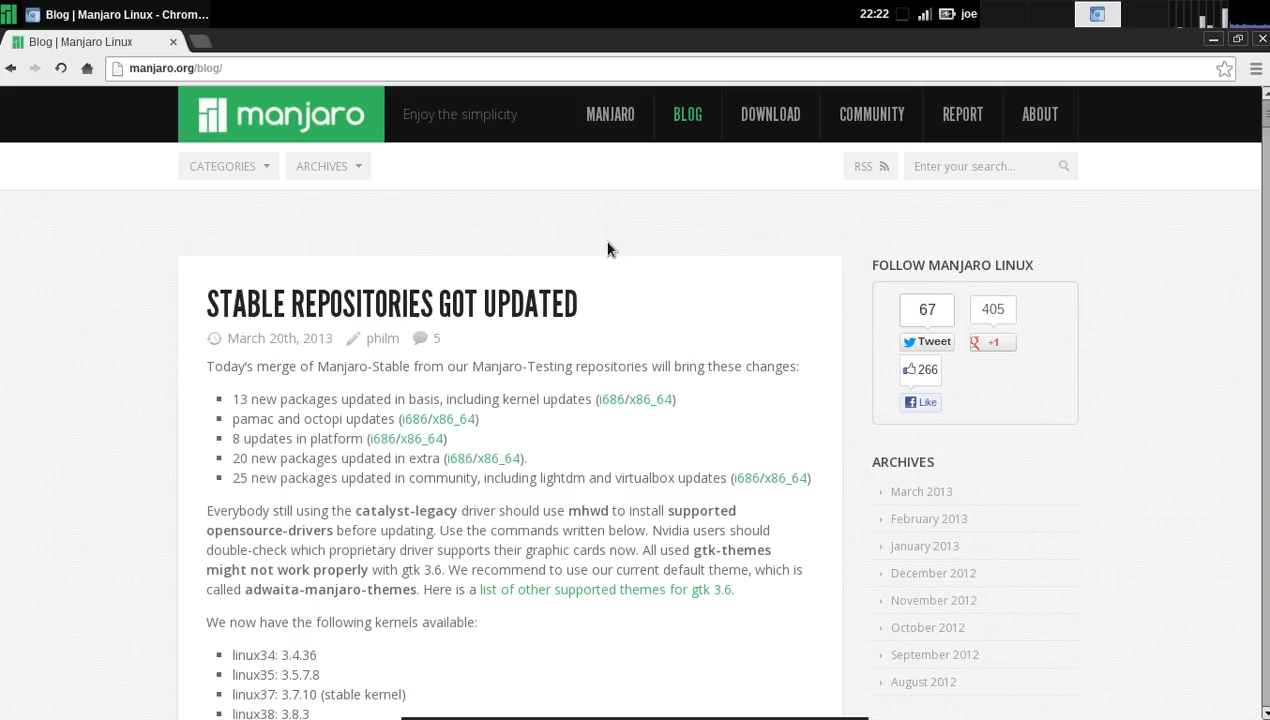 Blog | Manjaro Linux - Chrom...
22:22
joe
Blog | Manjaro Linux
manjaro.org/blog/
manjaro
Enjoy the simplicity
MANJARO
BLOG
DOWNLOAD
COMMUNITY
REPORT
ABOUT
CATEGORIES
ARCHIVES
RSS
Enter your search...
STABLE REPOSITORIES GOT UPDATED
March 20th, 2013 philm 5
Today's merge of Manjaro-Stable from our Manjaro-Testing repositories will bring these changes:
13 new packages updated in basis, including kernel updates (i686/x86_64)
pamac and octopi updates (i686/x86_64)
8 updates in platform (i686/x86_64)
20 new packages updated in extra (i686/x86_64).
25 new packages updated in community, including lightdm and virtualbox updates (i686/x86_64)
Everybody still using the catalyst-legacy driver should use mhwd to install supported
opensource-drivers before updating. Use the commands written below. Nvidia users should
double-check which proprietary driver supports their graphic cards now. All used gtk-themes
might not work properly with gtk 3.6. We recommend to use our current default theme, which is
called adwaita-manjaro-themes. Here is a list of other supported themes for gtk 3.6.
We now have the following kernels available:
linux34: 3.4.36
linux35: 3.5.7.8
linux37: 3.7.10 (stable kernel)
linux38: 3.8.3
FOLLOW MANJARO LINUX
67
405
Tweet
g +1
266
Like
ARCHIVES
March 2013
February 2013
January 2013
December 2012
November 2012
October 2012
September 2012
August 2012